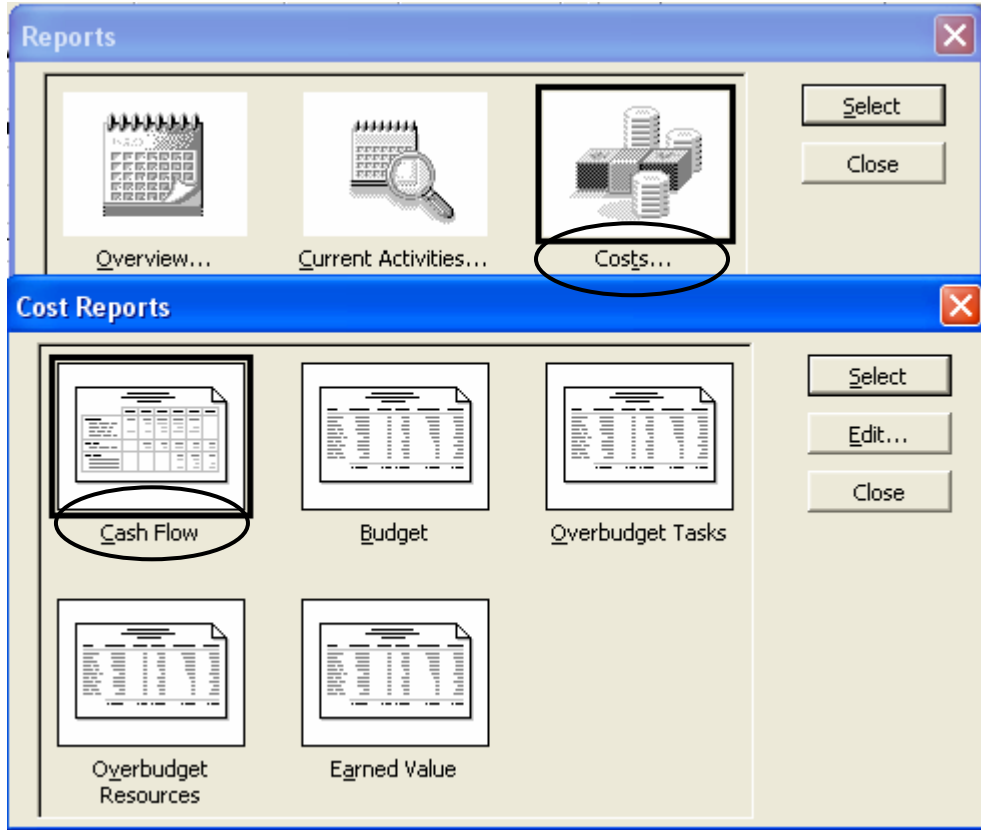 Reports
Select
Close
Overview...
Current Activities...
Costs...
Cost Reports
Select
Edit...
Close
Cash Flow
Budget
Overbudget Tasks
Overbudget
Resources
Earned Value